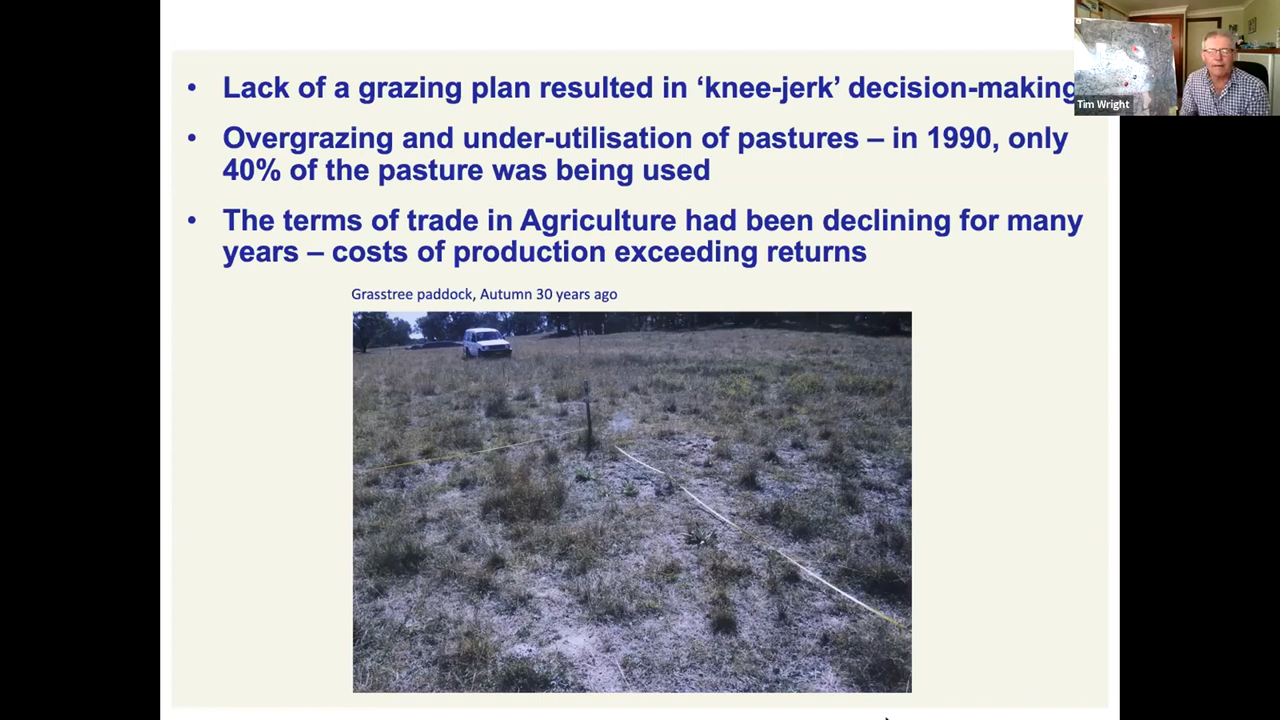 • Lack of a grazing plan resulted in ‘knee-jerk’ decision-making
• Overgrazing and under-utilisation of pastures – in 1990, only
40% of the pasture was being used
• The terms of trade in Agriculture had been declining for many
years – costs of production exceeding returns
Grasstree paddock, Autumn 30 years ago
Tim Wright